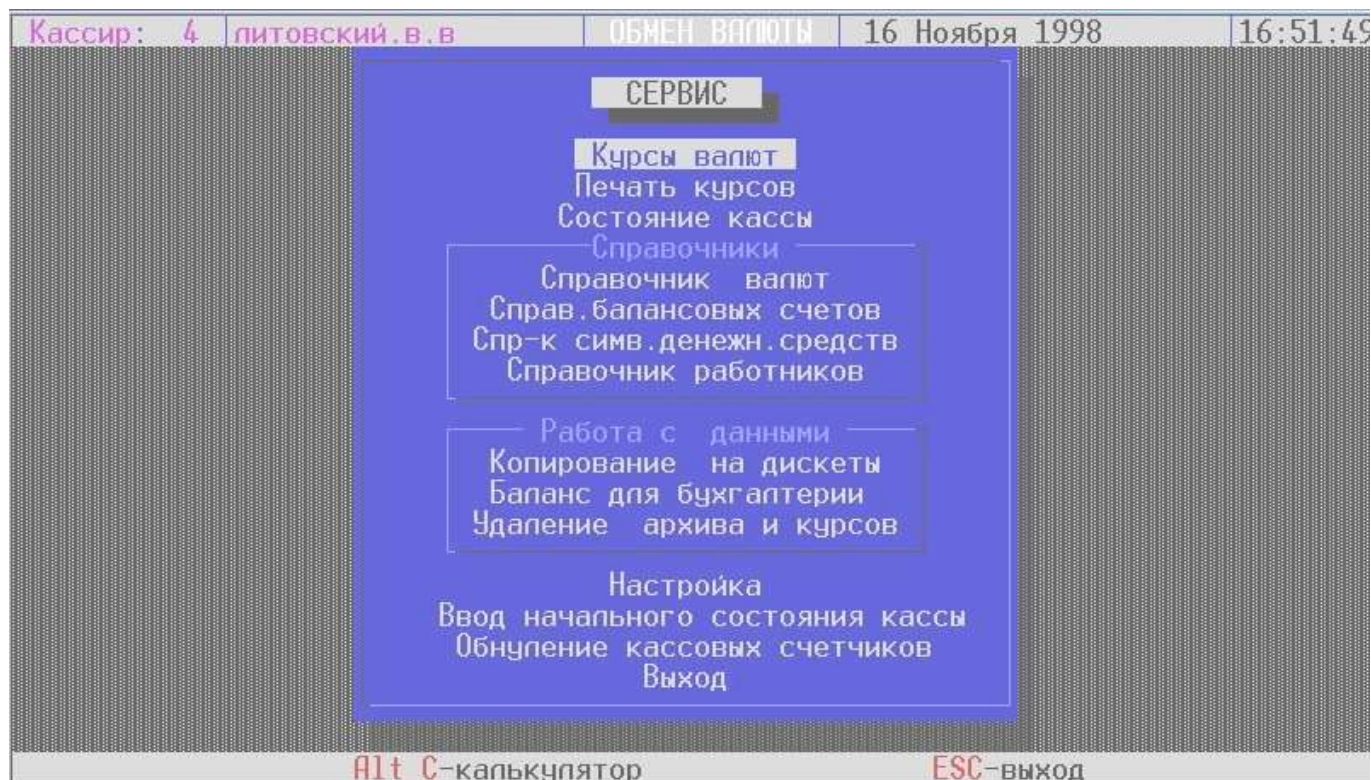 Кассир: 4 литовский.в.в ОБМЕН ВАЛЮТЫ 16 Ноября 1998 16:51:49
СЕРВИС
Курсы валют
Печать курсов
Состояние кассы
Справочники
Справочник валют
Справ.балансовых счетов
Спр-к симв.денежн.средств
Справочник работников
Работа с данными
Копирование на дискеты
Баланс для бухгалтерии
Удаление архива и курсов
Настройка
Ввод начального состояния кассы
Обнуление кассовых счетчиков
Выход
Alt C-калькулятор ESC-выход